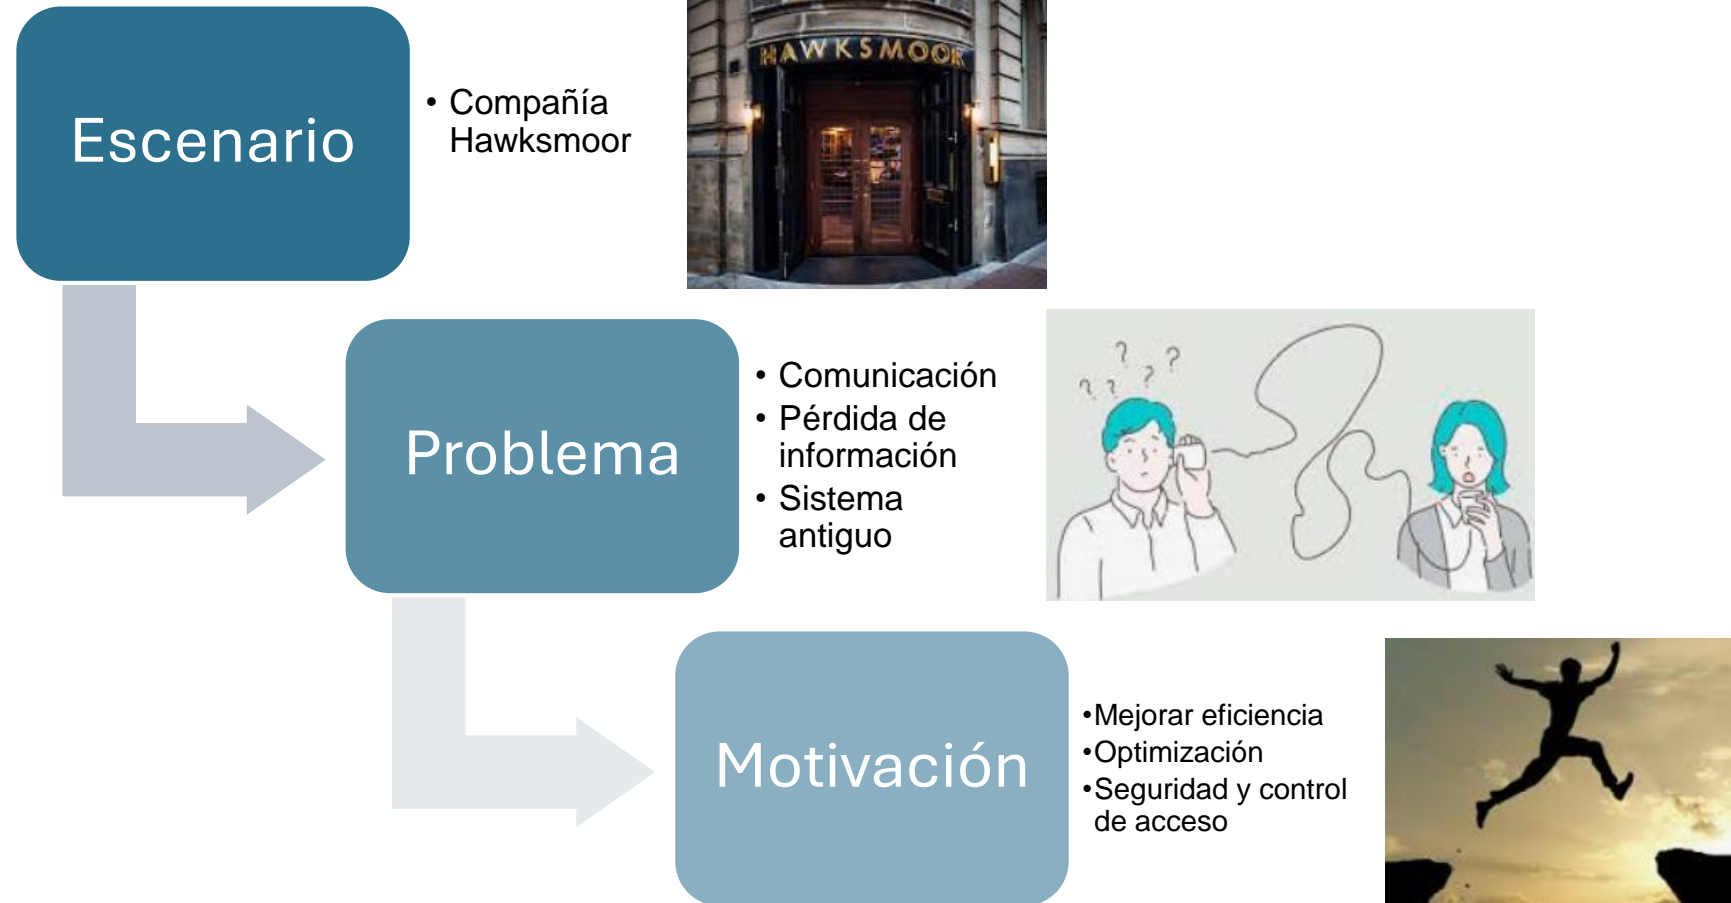 Escenario
• Compañía
Hawksmoor
HAWKSMOOR
Problema
• Comunicación
• Pérdida de
información
• Sistema
antiguo
? ? ? ? ?
Motivación
•Mejorar eficiencia
•Optimización
•Seguridad y control
de acceso